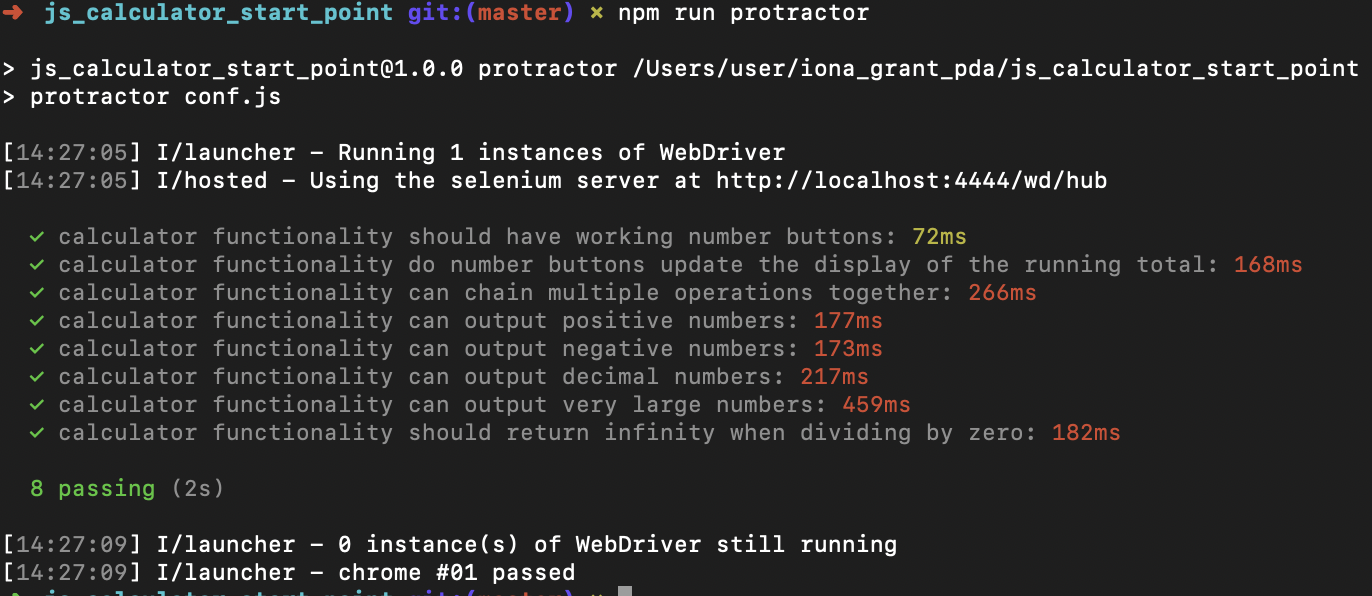 ➜ js_calculator_start_point git:(master) ✗ npm run protractor
> js_calculator_start_point@1.0.0 protractor /Users/user/iona_grant_pda/js_calculator_start_point
> protractor conf.js
[14:27:05] I/launcher – Running 1 instances of WebDriver
[14:27:05] I/hosted – Using the selenium server at http://localhost:4444/wd/hub
✓ calculator functionality should have working number buttons: 72ms
✓ calculator functionality do number buttons update the display of the running total: 168ms
✓ calculator functionality can chain multiple operations together: 266ms
✓ calculator functionality can output positive numbers: 177ms
✓ calculator functionality can output negative numbers: 173ms
✓ calculator functionality can output decimal numbers: 217ms
✓ calculator functionality can output very large numbers: 459ms
✓ calculator functionality should return infinity when dividing by zero: 182ms
8 passing (2s)
[14:27:09] I/launcher – 0 instance(s) of WebDriver still running
[14:27:09] I/launcher – chrome #01 passed
➜ js_calculator_start_point git:(master) ✗